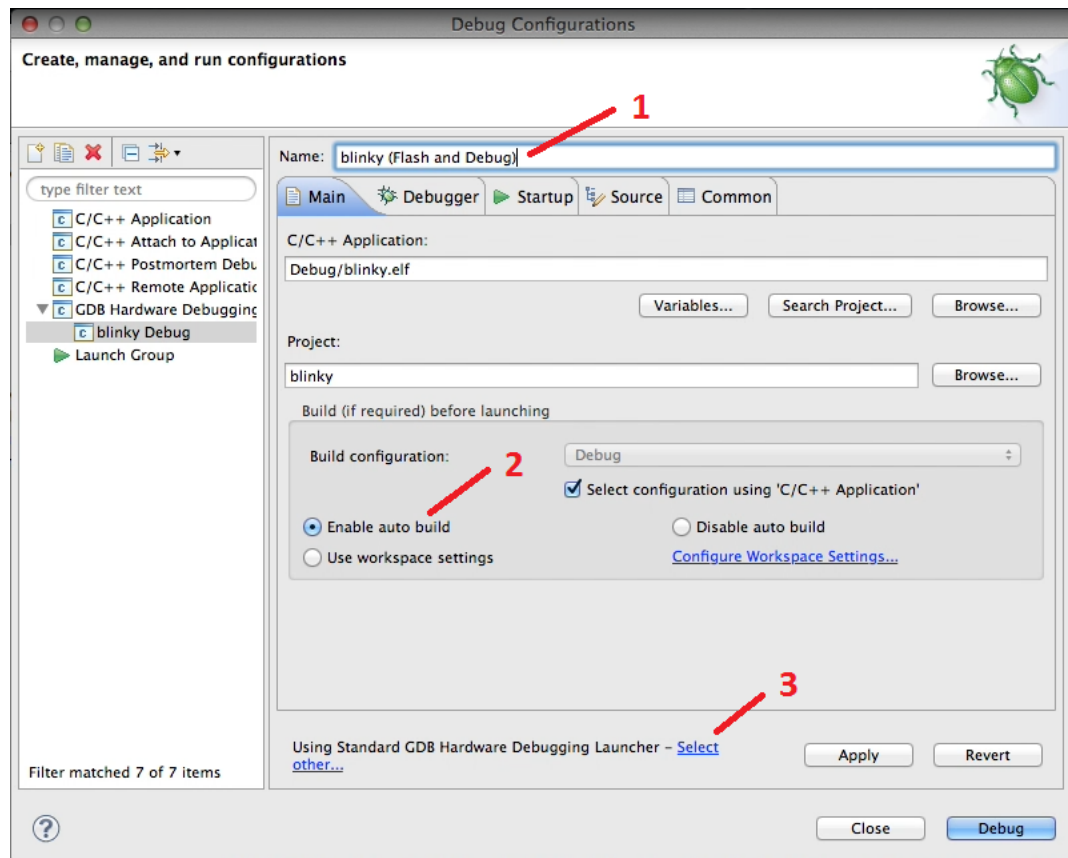 Debug Configurations
Create, manage, and run configurations
1
Name: blinky (Flash and Debug)
type filter text
Main Debugger Startup Source Common
C/C++ Application
C/C++ Attach to Applicat
C/C++ Postmortem Debu
C/C++ Remote Applicatic
GDB Hardware Debugging
blinky Debug
Launch Group
C/C++ Application:
Debug/blinky.elf
Variables... Search Project... Browse...
Project:
blinky Browse...
Build (if required) before launching
Build configuration: Debug
2
Select configuration using 'C/C++ Application'
Enable auto build Disable auto build
Use workspace settings Configure Workspace Settings...
3
Using Standard GDB Hardware Debugging Launcher – Select
other...
Apply Revert
Filter matched 7 of 7 items
? Close Debug